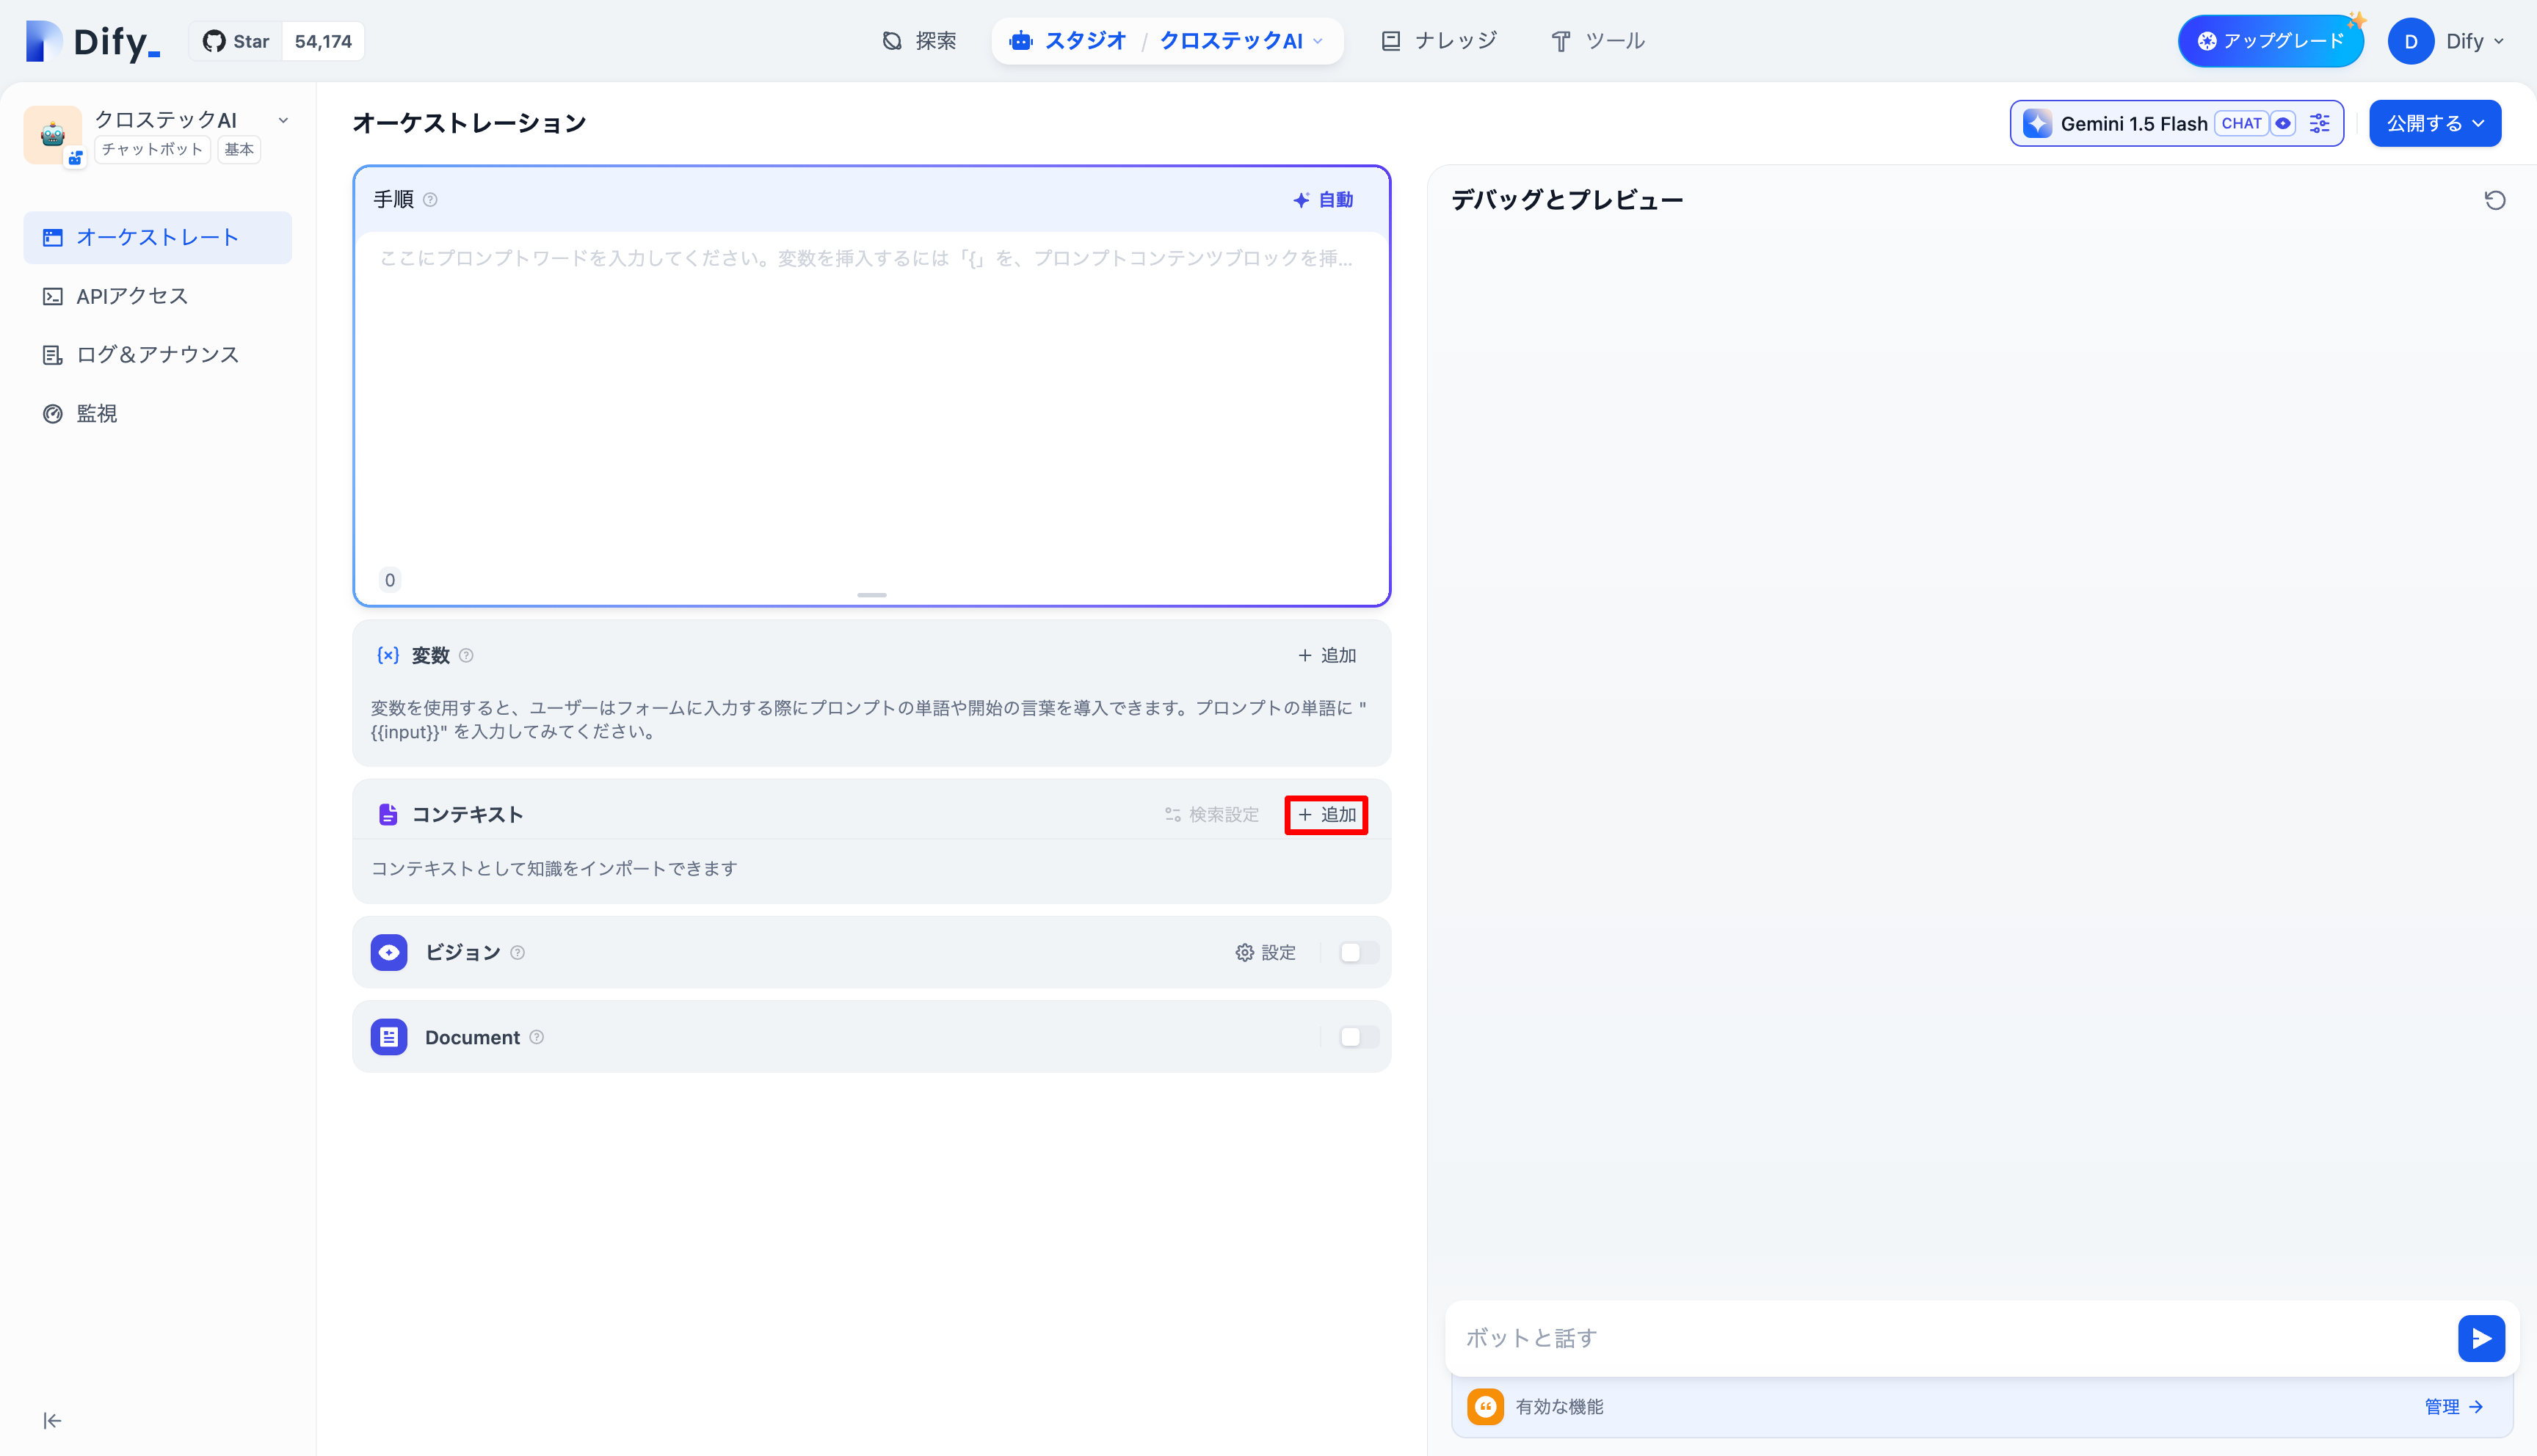 Dify_
Star 54,174
探索
スタジオ / クロステックAI
ナレッジ
ツール
アップグレード
D Dify
クロステックAI
チャットボット 基本
オーケストレート
APIアクセス
ログ&アナウンス
監視
オーケストレーション
Gemini 1.5 Flash CHAT
公開する
手順
自動
ここにプロンプトワードを入力してください。変数を挿入するには「{」を、プロンプトコンテンツブロックを挿...
0
{x} 変数
+ 追加
変数を使用すると、ユーザーはフォームに入力する際にプロンプトの単語や開始の言葉を導入できます。プロンプトの単語に "
{{input}}" を入力してみてください。
コンテキスト
検索設定
+ 追加
コンテキストとして知識をインポートできます
ビジョン
設定
Document
デバッグとプレビュー
ボットと話す
有効な機能
管理 →